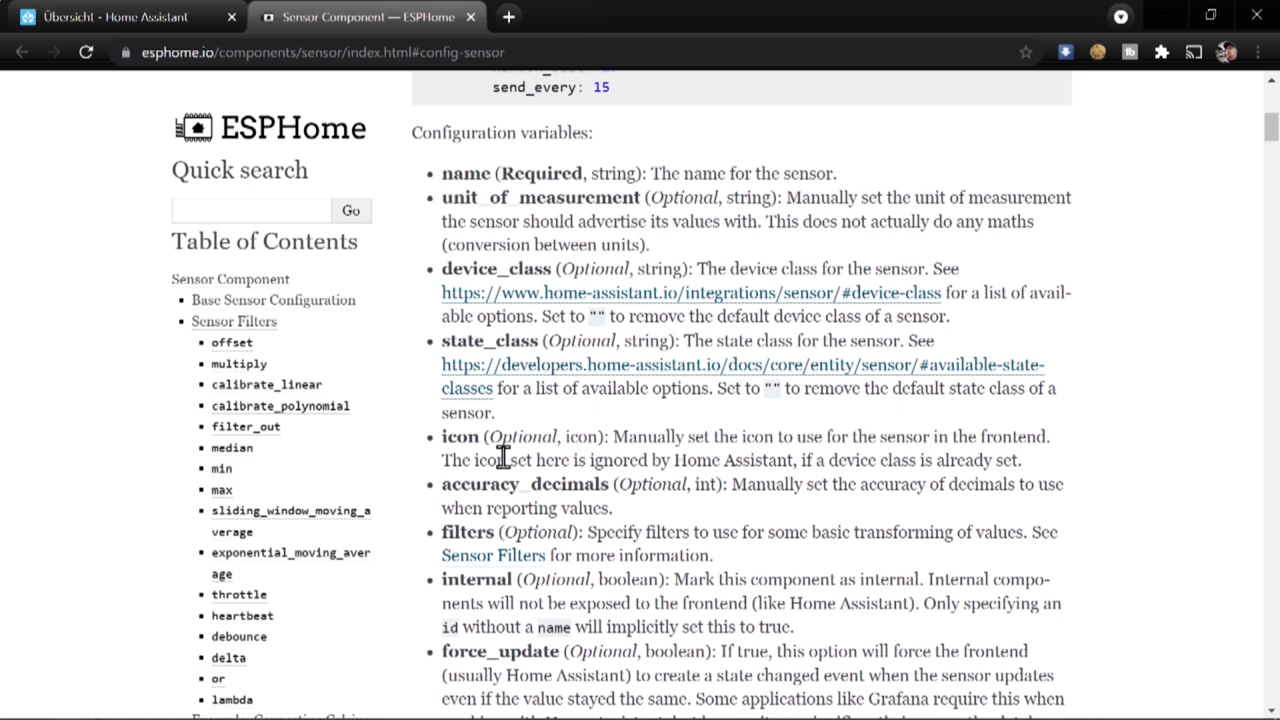 Übersicht - Home Assistant
Sensor Component — ESPHome
esphome.io/components/sensor/index.html#config-sensor
send_every: 15
ESPHome
Quick search
Go
Table of Contents
Sensor Component
Base Sensor Configuration
Sensor Filters
offset
multiply
calibrate_linear
calibrate_polynomial
filter_out
median
min
max
sliding_window_moving_a
verage
exponential_moving_aver
age
throttle
heartbeat
debounce
delta
or
lambda
Configuration variables:
name (Required, string): The name for the sensor.
unit_of_measurement (Optional, string): Manually set the unit of measurement
the sensor should advertise its values with. This does not actually do any maths
(conversion between units).
device_class (Optional, string): The device class for the sensor. See
https://www.home-assistant.io/integrations/sensor/#device-class for a list of avail-
able options. Set to "" to remove the default device class of a sensor.
state_class (Optional, string): The state class for the sensor. See
https://developers.home-assistant.io/docs/core/entity/sensor/#available-state-
classes for a list of available options. Set to "" to remove the default state class of a
sensor.
icon (Optional, icon): Manually set the icon to use for the sensor in the frontend.
The icon set here is ignored by Home Assistant, if a device class is already set.
accuracy_decimals (Optional, int): Manually set the accuracy of decimals to use
when reporting values.
filters (Optional): Specify filters to use for some basic transforming of values. See
Sensor Filters for more information.
internal (Optional, boolean): Mark this component as internal. Internal compo-
nents will not be exposed to the frontend (like Home Assistant). Only specifying an
id without a name will implicitly set this to true.
force_update (Optional, boolean): If true, this option will force the frontend
(usually Home Assistant) to create a state changed event when the sensor updates
even if the value stayed the same. Some applications like Grafana require this when